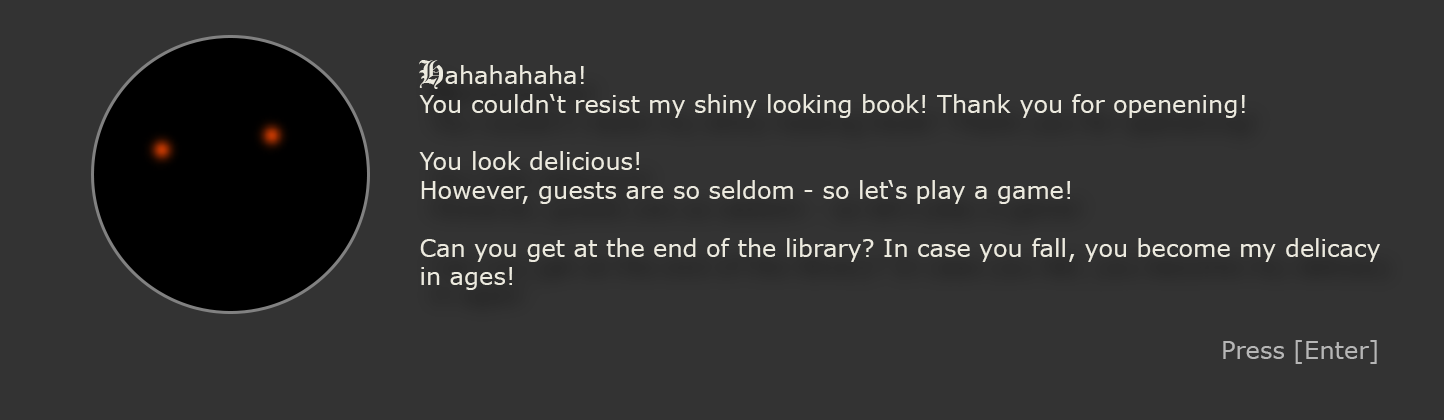 Hahahahaha!
You couldn‛t resist my shiny looking book! Thank you for openening!
You look delicious!
However, guests are so seldom - so let‛s play a game!
Can you get at the end of the library? In case you fall, you become my delicacy
in ages!
Press [Enter]